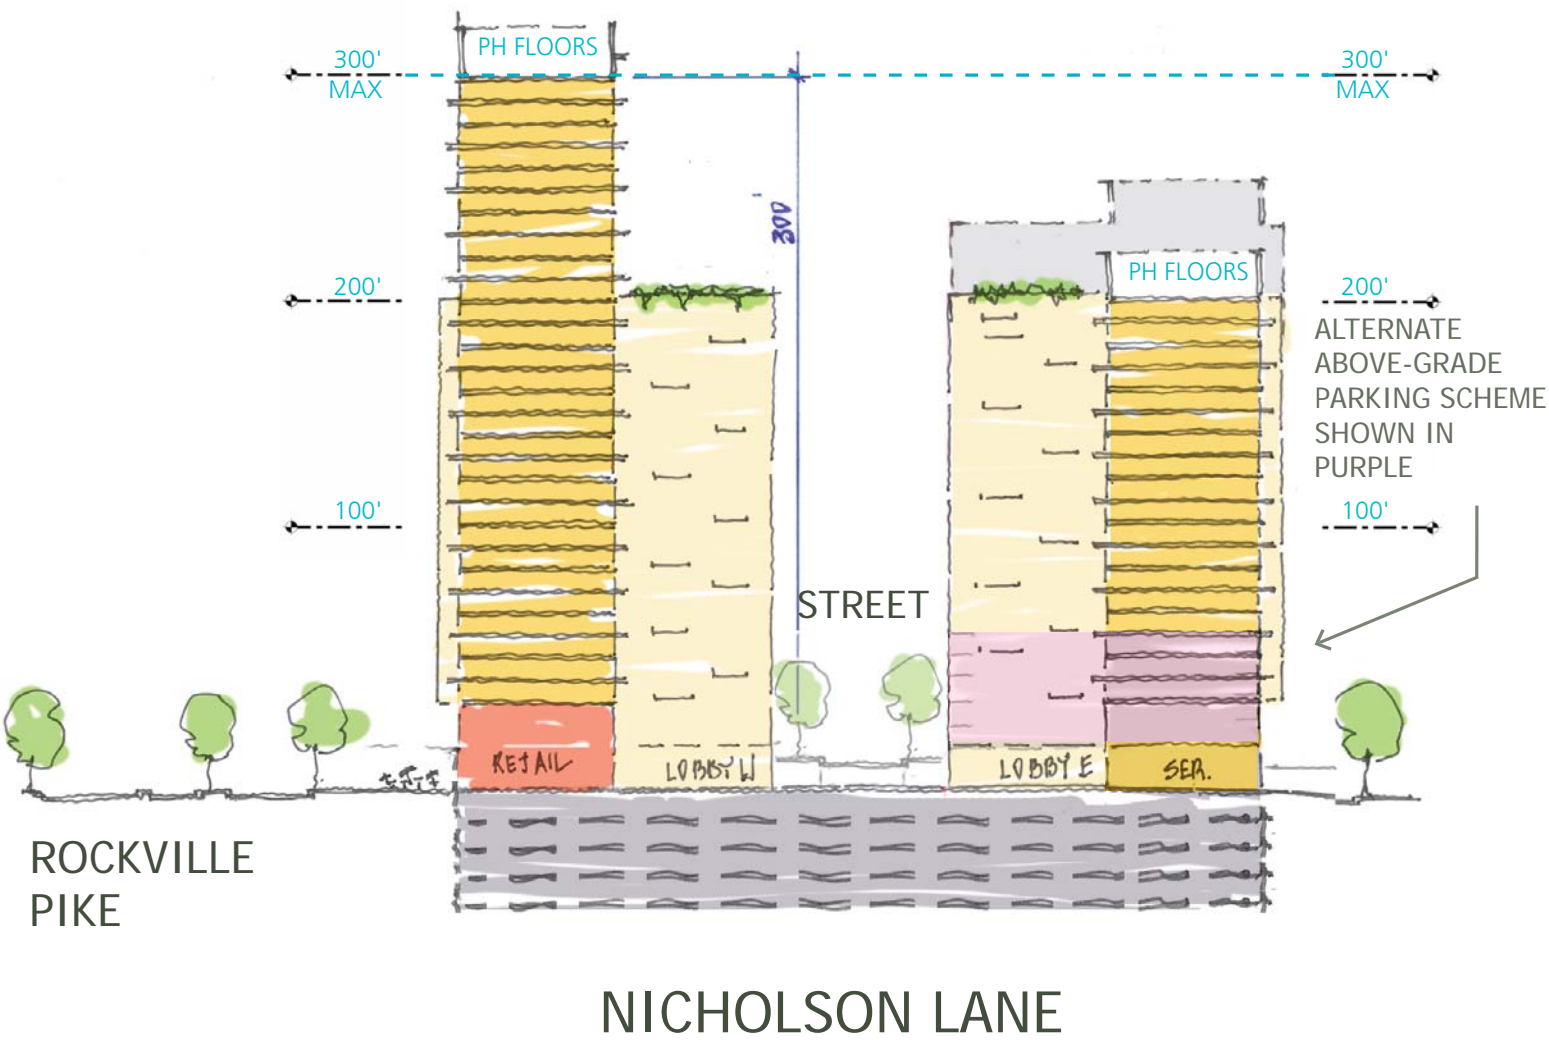 PH FLOORS
300'
MAX
300'
MAX
300'
PH FLOORS
200'
200'
ALTERNATE
ABOVE-GRADE
PARKING SCHEME
SHOWN IN
PURPLE
100'
100'
STREET
RETAIL
LOBBY W
LOBBY E
SER.
ROCKVILLE
PIKE
NICHOLSON LANE